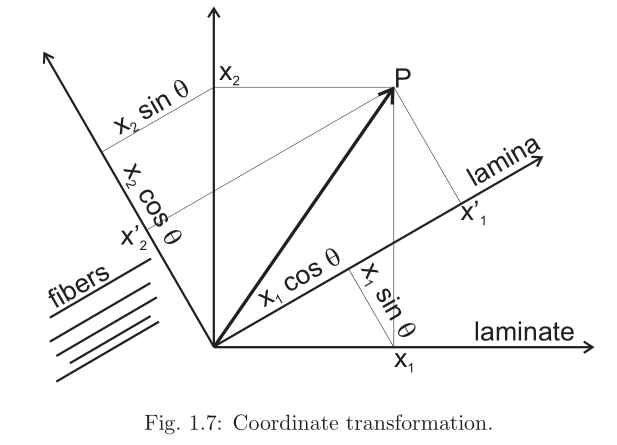 x₂
P
x₂ sin θ
x₂ cos θ
lamina
x'₂
x'₁
fibers
x₁ cos θ
x₁ sin θ
laminate
x₁
Fig. 1.7: Coordinate transformation.